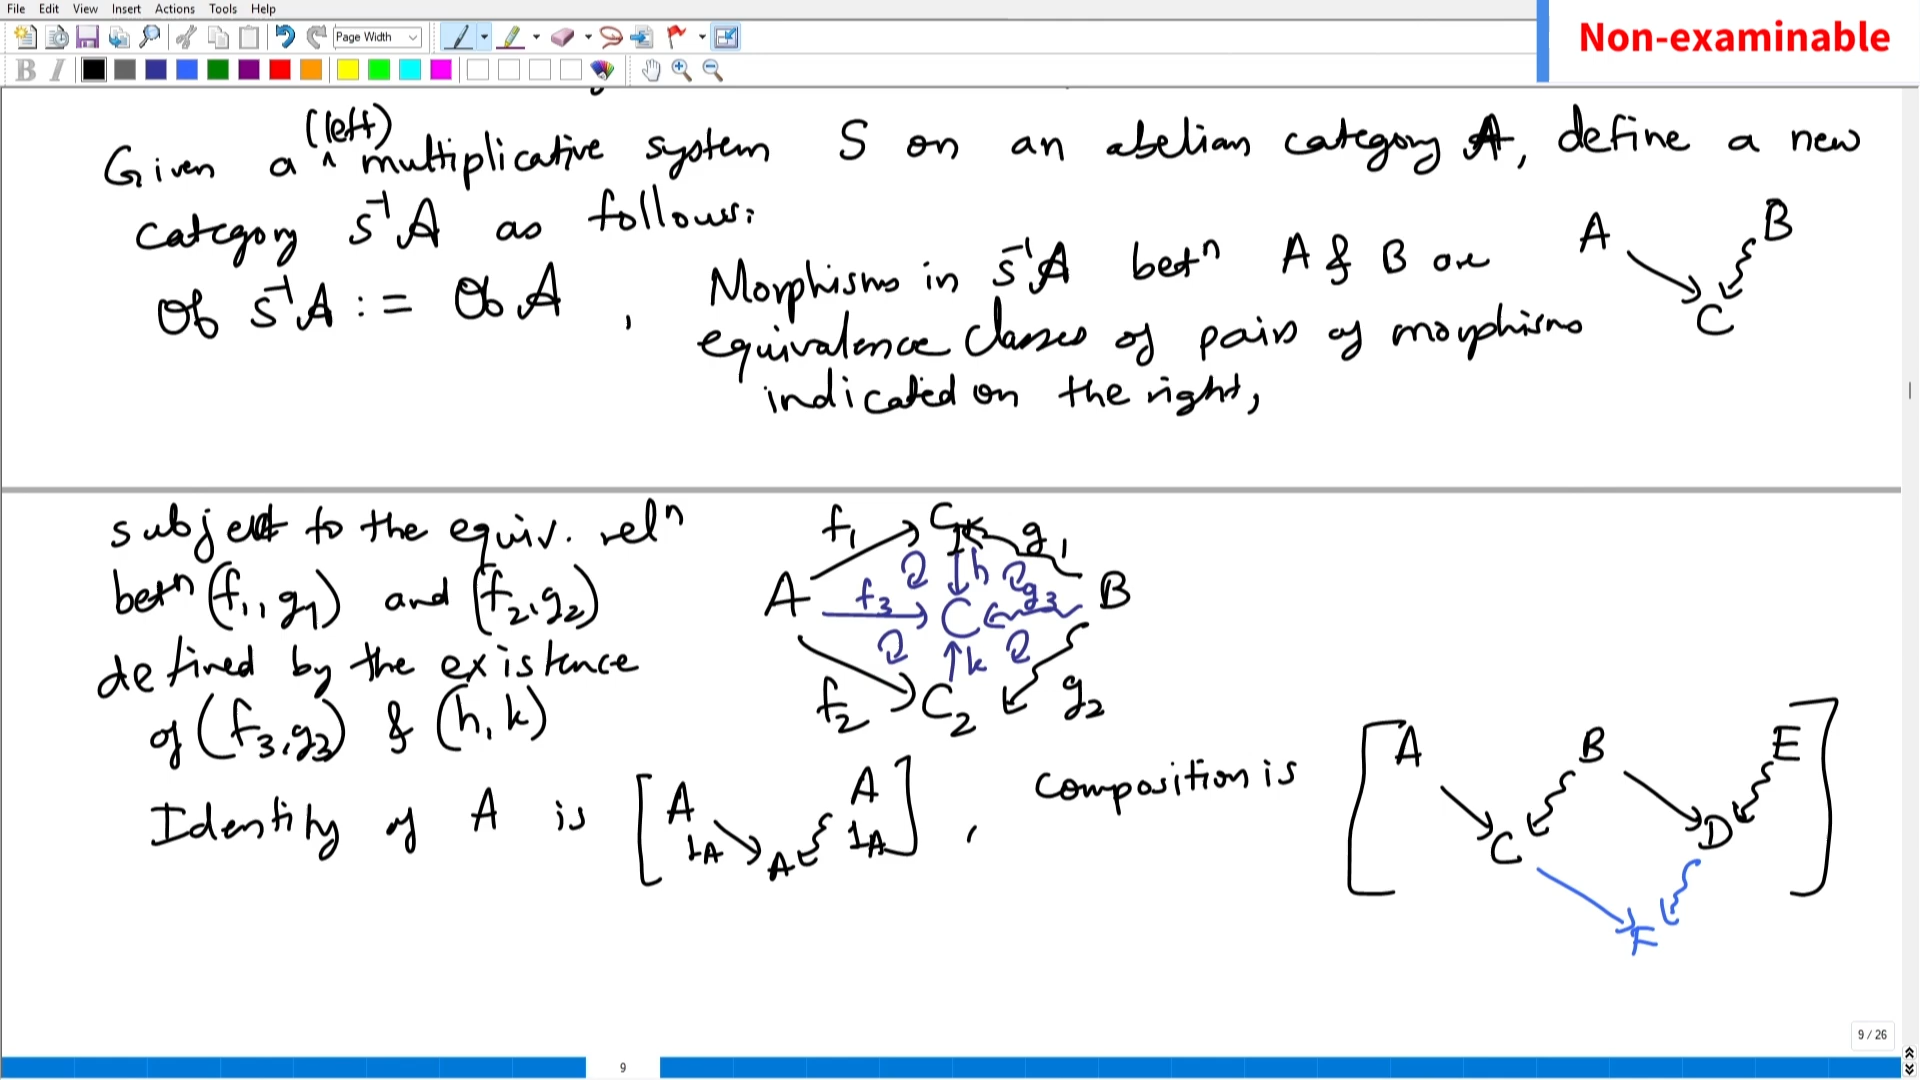 File Edit View Insert Actions Tools Help
Page Width
Non-examinable
(left)
Given a ^ multiplicative system S on an abelian category A, define a new
category S⁻¹A as follows:
A B
C
Ob S⁻¹A := Ob A , Morphisms in S⁻¹A betⁿ A & B are
equivalence classes of pairs of morphisms
indicated on the right,
subject to the equiv. relⁿ
betⁿ (f₁, g₁) and (f₂, g₂)
defined by the existence
of (f₃, g₃) & (h, k)
f₁ C₁ g₁
h
A f₃ C g₃ B
k
f₂ C₂ g₂
Identity of A is [A A
1A A 1A] ,
composition is [A B E
C D
F]
9 / 26
9